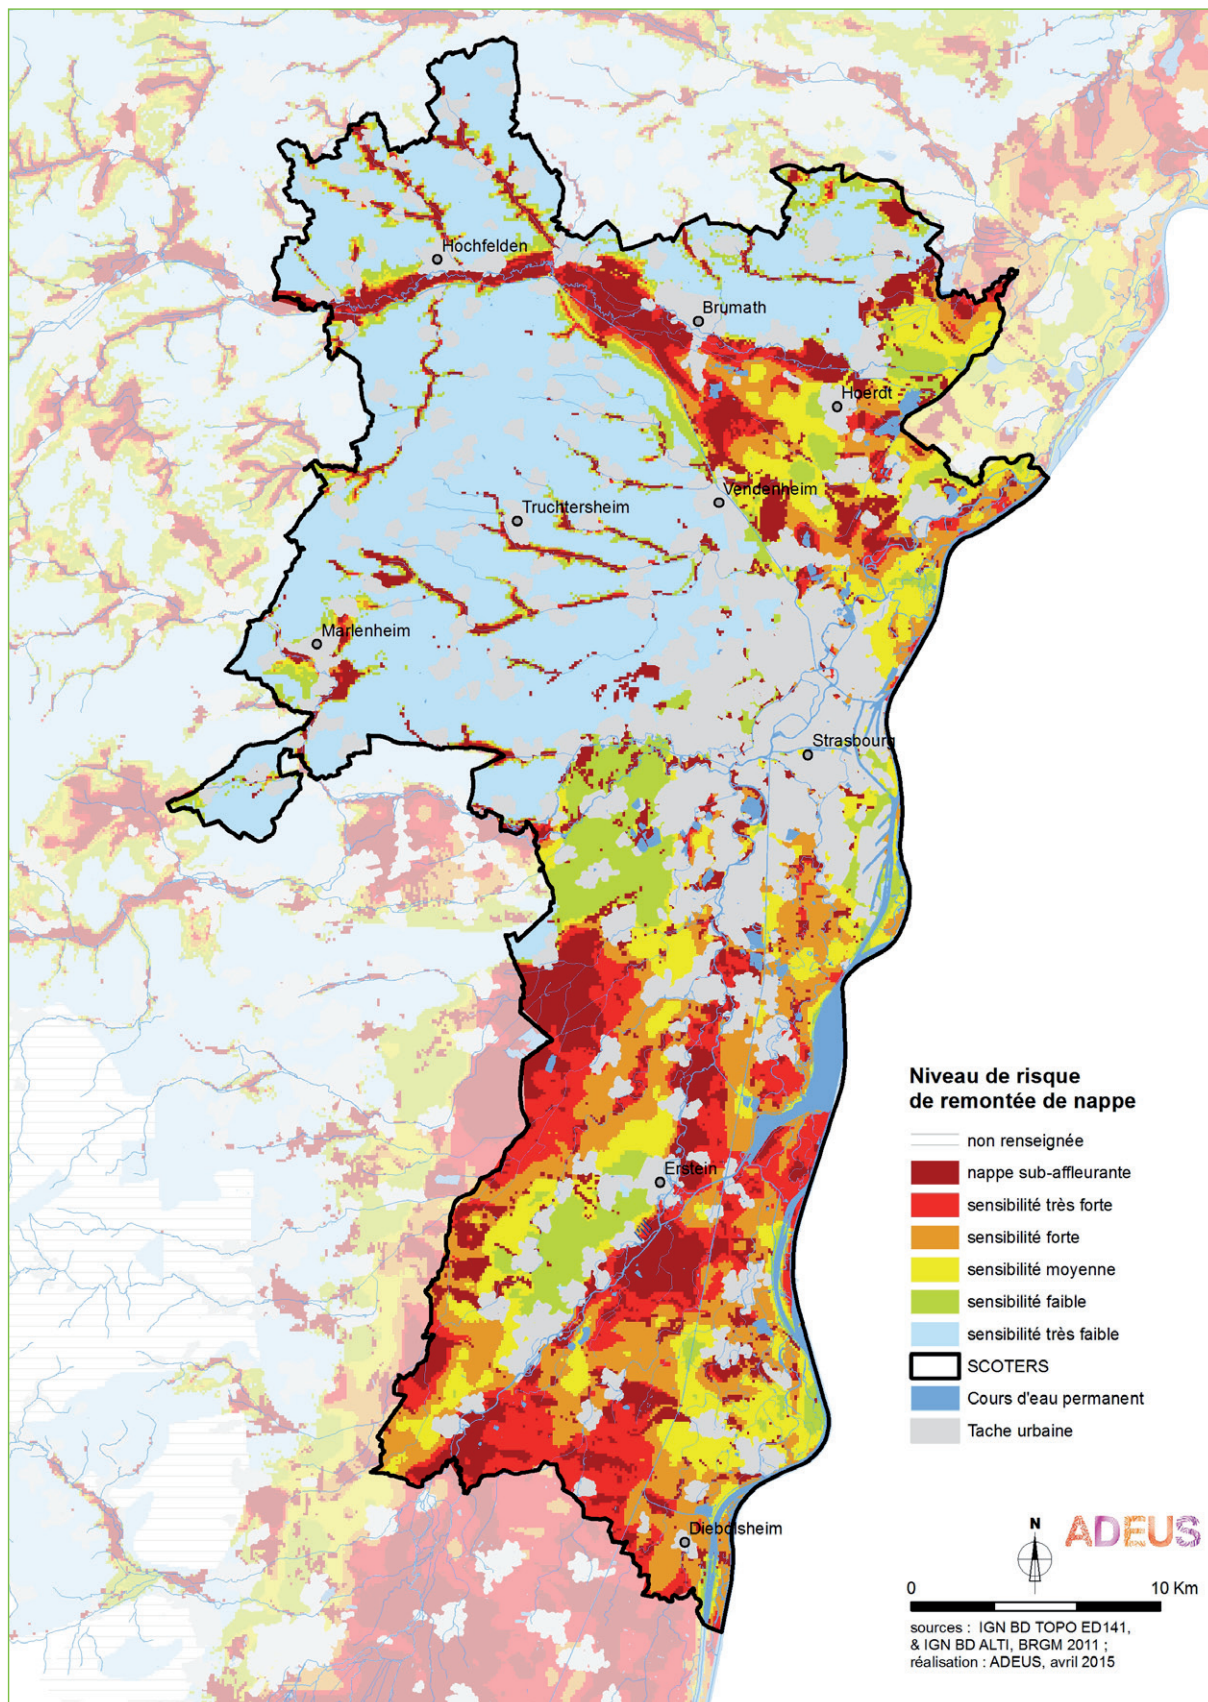 Hochfelden
Brumath
Hoerdt
Vendenheim
Truchtersheim
Marlenheim
Strasbourg
Erstein
Diebolsheim
Niveau de risque
de remontée de nappe
non renseignée
nappe sub-affleurante
sensibilité très forte
sensibilité forte
sensibilité moyenne
sensibilité faible
sensibilité très faible
SCOTERS
Cours d'eau permanent
Tache urbaine
N
ADEUS
0 10 Km
sources : IGN BD TOPO ED141,
& IGN BD ALTI, BRGM 2011 ;
réalisation : ADEUS, avril 2015